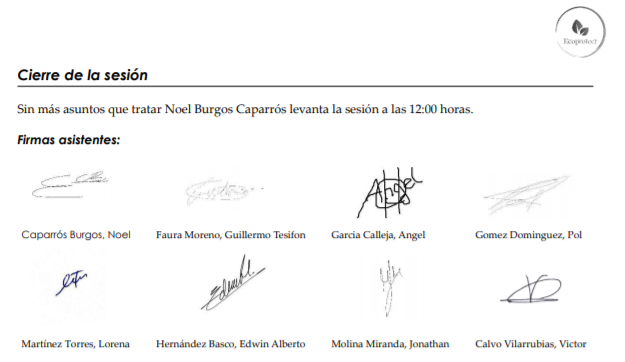 Ecoprotect
Cierre de la sesión
Sin más asuntos que tratar Noel Burgos Caparrós levanta la sesión a las 12:00 horas.
Firmas asistentes:
Angel
Caparrós Burgos, Noel Faura Moreno, Guillermo Tesifon Garcia Calleja, Angel Gomez Dominguez, Pol
Martínez Torres, Lorena Hernández Basco, Edwin Alberto Molina Miranda, Jonathan Calvo Vilarrubias, Victor